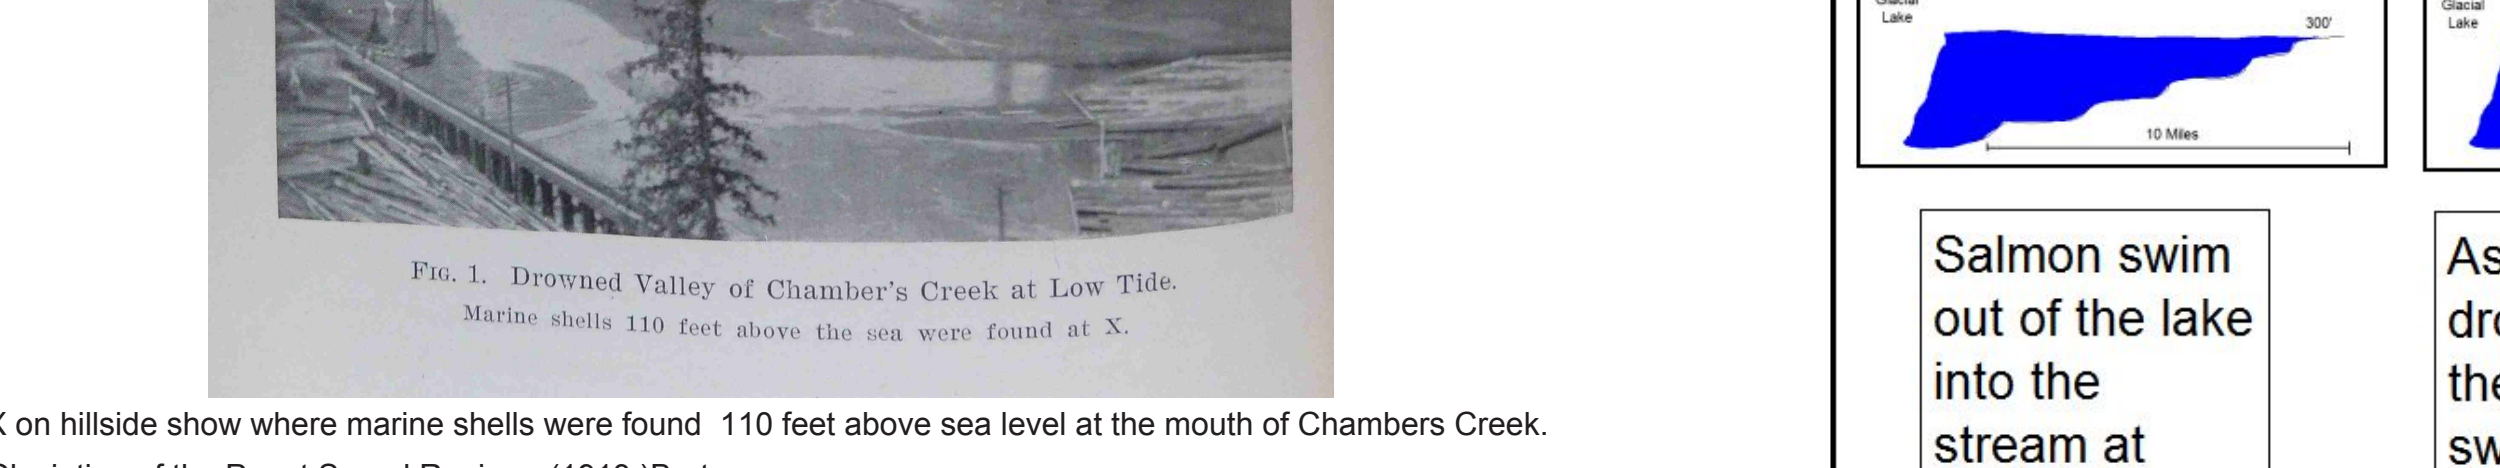 FIG. 1. Drowned Valley of Chamber's Creek at Low Tide.
Marine shells 110 feet above the sea were found at X.
X on hillside show where marine shells were found 110 feet above sea level at the mouth of Chambers Creek.
Glacial
Lake
300'
10 Miles
Salmon swim
out of the lake
into the
stream at
Glacial
Lake
As
the